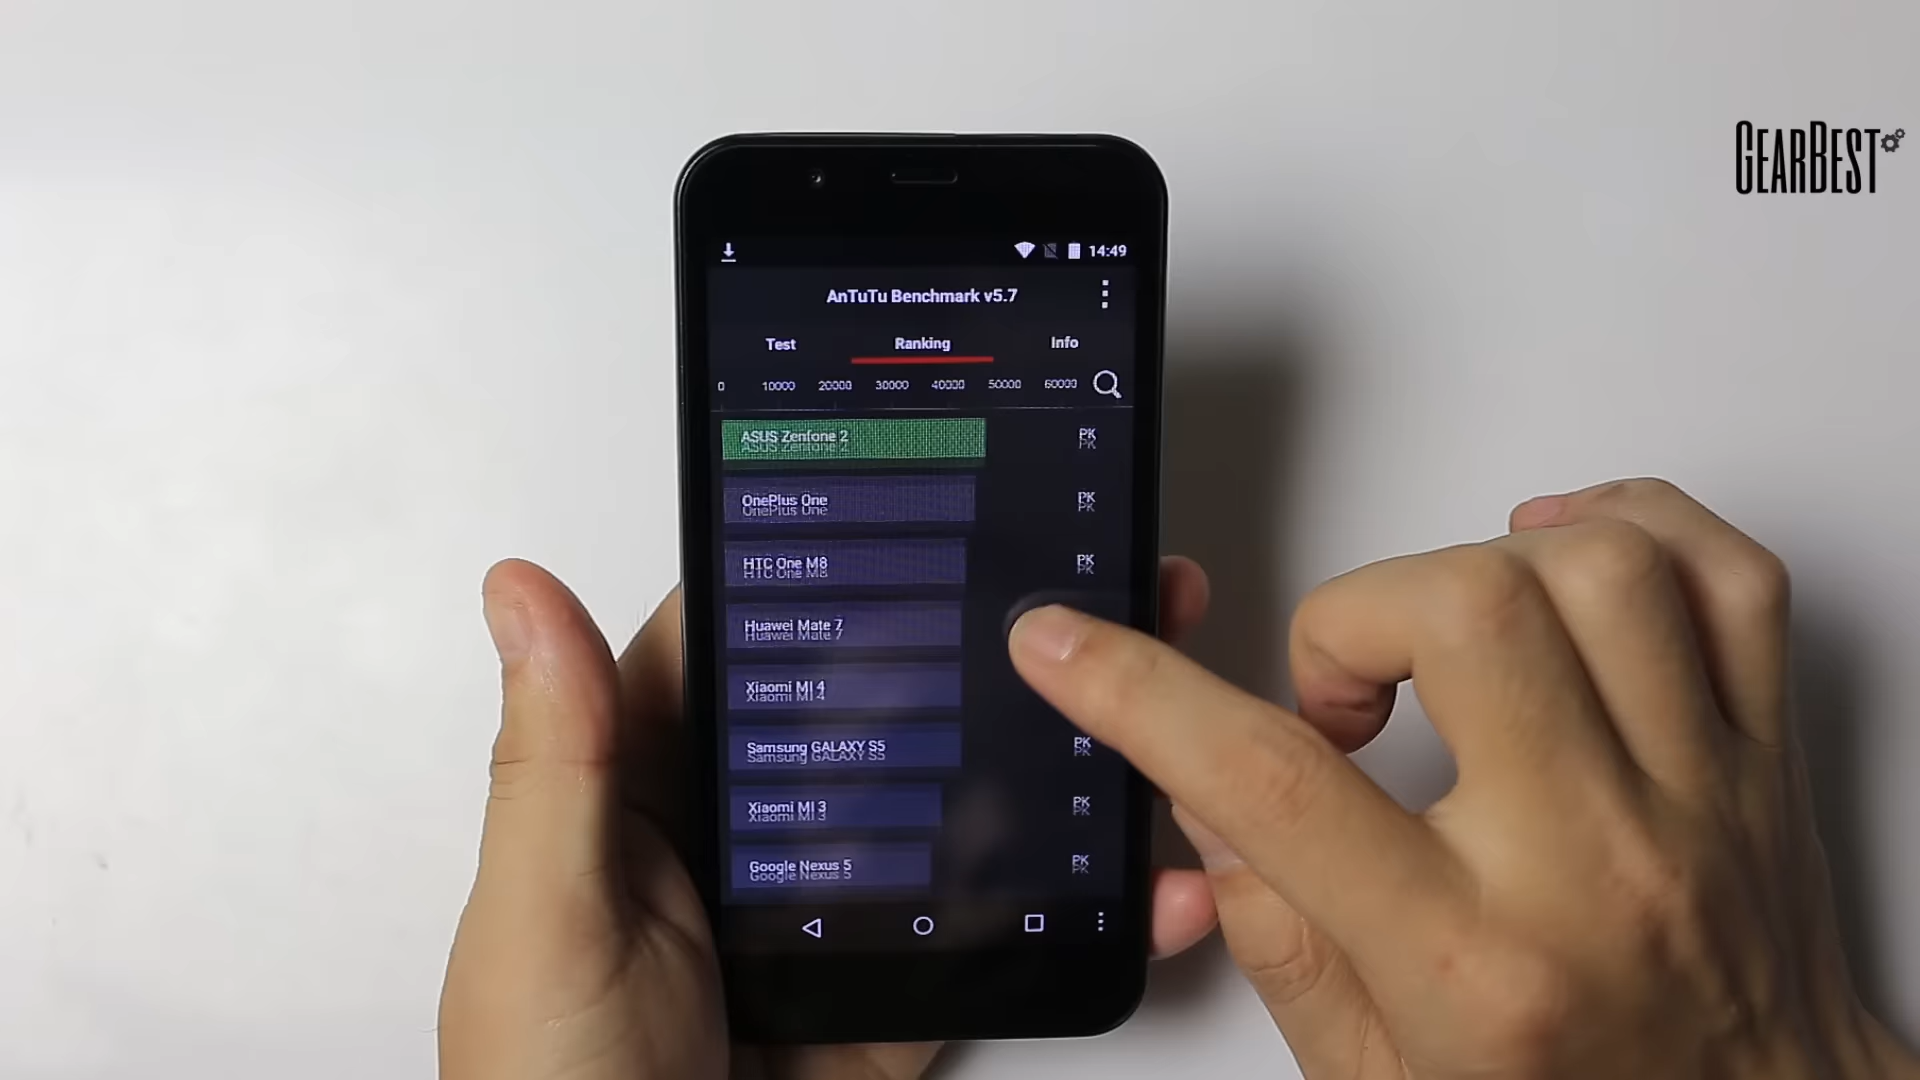 GEARBEST
14:49
AnTuTu Benchmark v5.7
Test Ranking Info
0 10000 20000 30000 40000 50000 60000
ASUS Zenfone 2 PK
OnePlus One PK
HTC One M8 PK
Huawei Mate 7
Xiaomi MI 4
Samsung GALAXY S5 PK
Xiaomi MI 3 PK
Google Nexus 5 PK